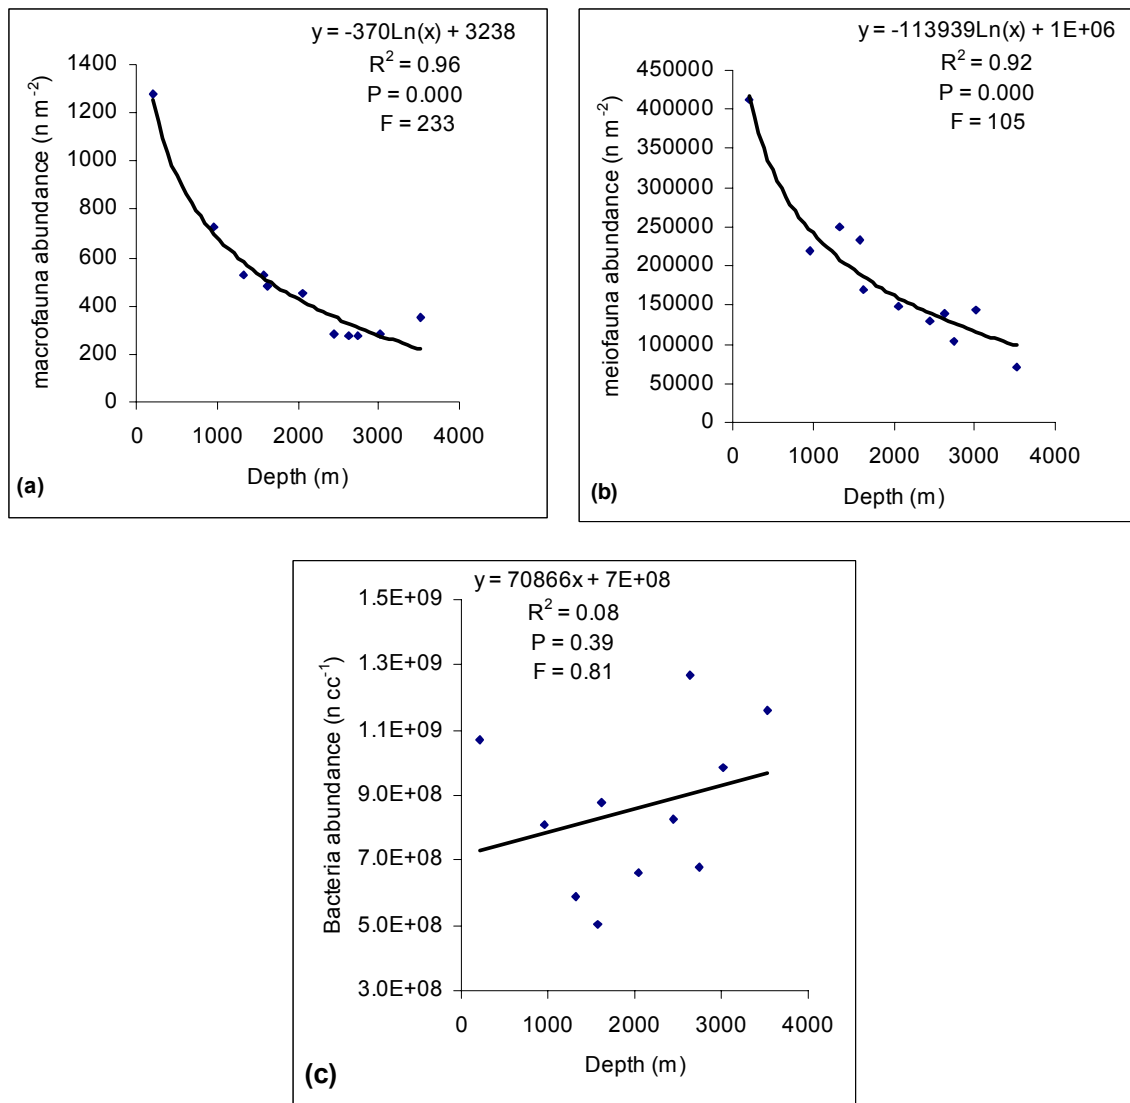 y = -370Ln(x) + 3238
R² = 0.96
P = 0.000
F = 233
macrofauna abundance (n m⁻²)
1400
1200
1000
800
600
400
200
0
0 1000 2000 3000 4000
Depth (m)
(a)
y = -113939Ln(x) + 1E+06
R² = 0.92
P = 0.000
F = 105
meiofauna abundance (n m⁻²)
450000
400000
350000
300000
250000
200000
150000
100000
50000
0
0 1000 2000 3000 4000
Depth (m)
(b)
y = 70866x + 7E+08
R² = 0.08
P = 0.39
F = 0.81
Bacteria abundance (n cc⁻¹)
1.5E+09
1.3E+09
1.1E+09
9.0E+08
7.0E+08
5.0E+08
3.0E+08
0 1000 2000 3000 4000
Depth (m)
(c)